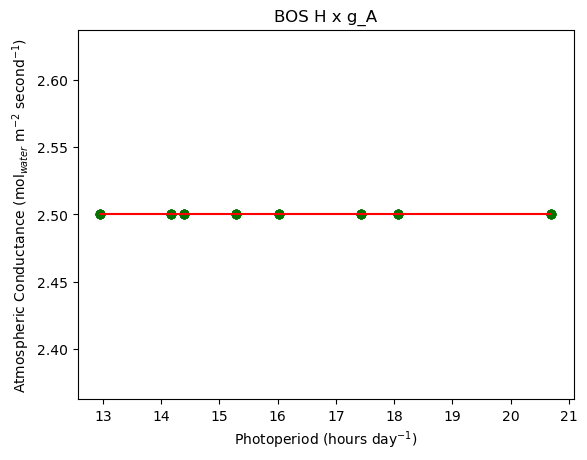 BOS H x g_A
2.60
2.55
2.50
2.45
2.40
Atmospheric Conductance (mol_{water} m^{−2} second^{−1})
13 14 15 16 17 18 19 20 21
Photoperiod (hours day^{−1})